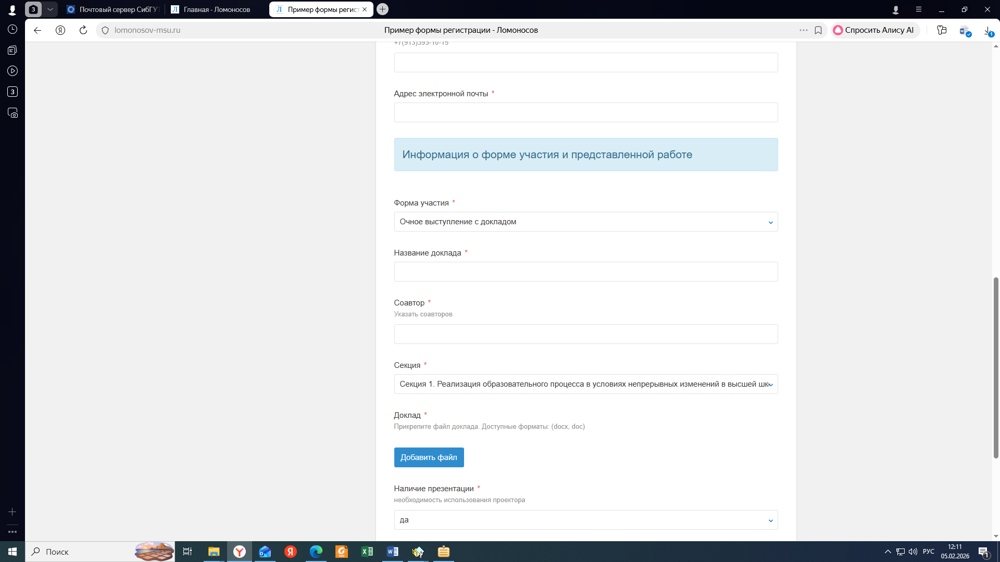 3
Почтовый сервер СибГУ
Главная - Ломоносов
Пример формы регист
lomonosov-msu.ru
Пример формы регистрации - Ломоносов
Спросить Алису AI
1
3
+7(913)393-10-15
Адрес электронной почты *
Информация о форме участия и представленной работе
Форма участия *
Очное выступление с докладом
Название доклада *
Соавтор *
Указать соавторов
Секция *
Секция 1. Реализация образовательного процесса в условиях непрерывных изменений в высшей шк
Доклад *
Прикрепите файл доклада. Доступные форматы: (docx, doc)
Добавить файл
Наличие презентации *
необходимость использования проектора
да
Поиск
РУС
12:11
05.02.2026
1